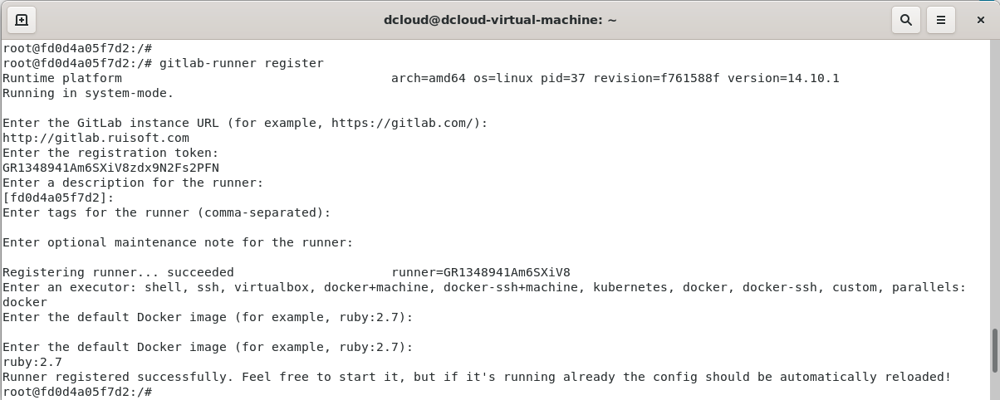 dcloud@dcloud-virtual-machine: ~
root@fd0d4a05f7d2:/#
root@fd0d4a05f7d2:/# gitlab-runner register
Runtime platform                                    arch=amd64 os=linux pid=37 revision=f761588f version=14.10.1
Running in system-mode.
Enter the GitLab instance URL (for example, https://gitlab.com/):
http://gitlab.ruisoft.com
Enter the registration token:
GR1348941Am6SXiV8zdx9N2Fs2PFN
Enter a description for the runner:
[fd0d4a05f7d2]:
Enter tags for the runner (comma-separated):
Enter optional maintenance note for the runner:
Registering runner... succeeded                     runner=GR1348941Am6SXiV8
Enter an executor: shell, ssh, virtualbox, docker+machine, docker-ssh+machine, kubernetes, docker, docker-ssh, custom, parallels:
docker
Enter the default Docker image (for example, ruby:2.7):
Enter the default Docker image (for example, ruby:2.7):
ruby:2.7
Runner registered successfully. Feel free to start it, but if it's running already the config should be automatically reloaded!
root@fd0d4a05f7d2:/#